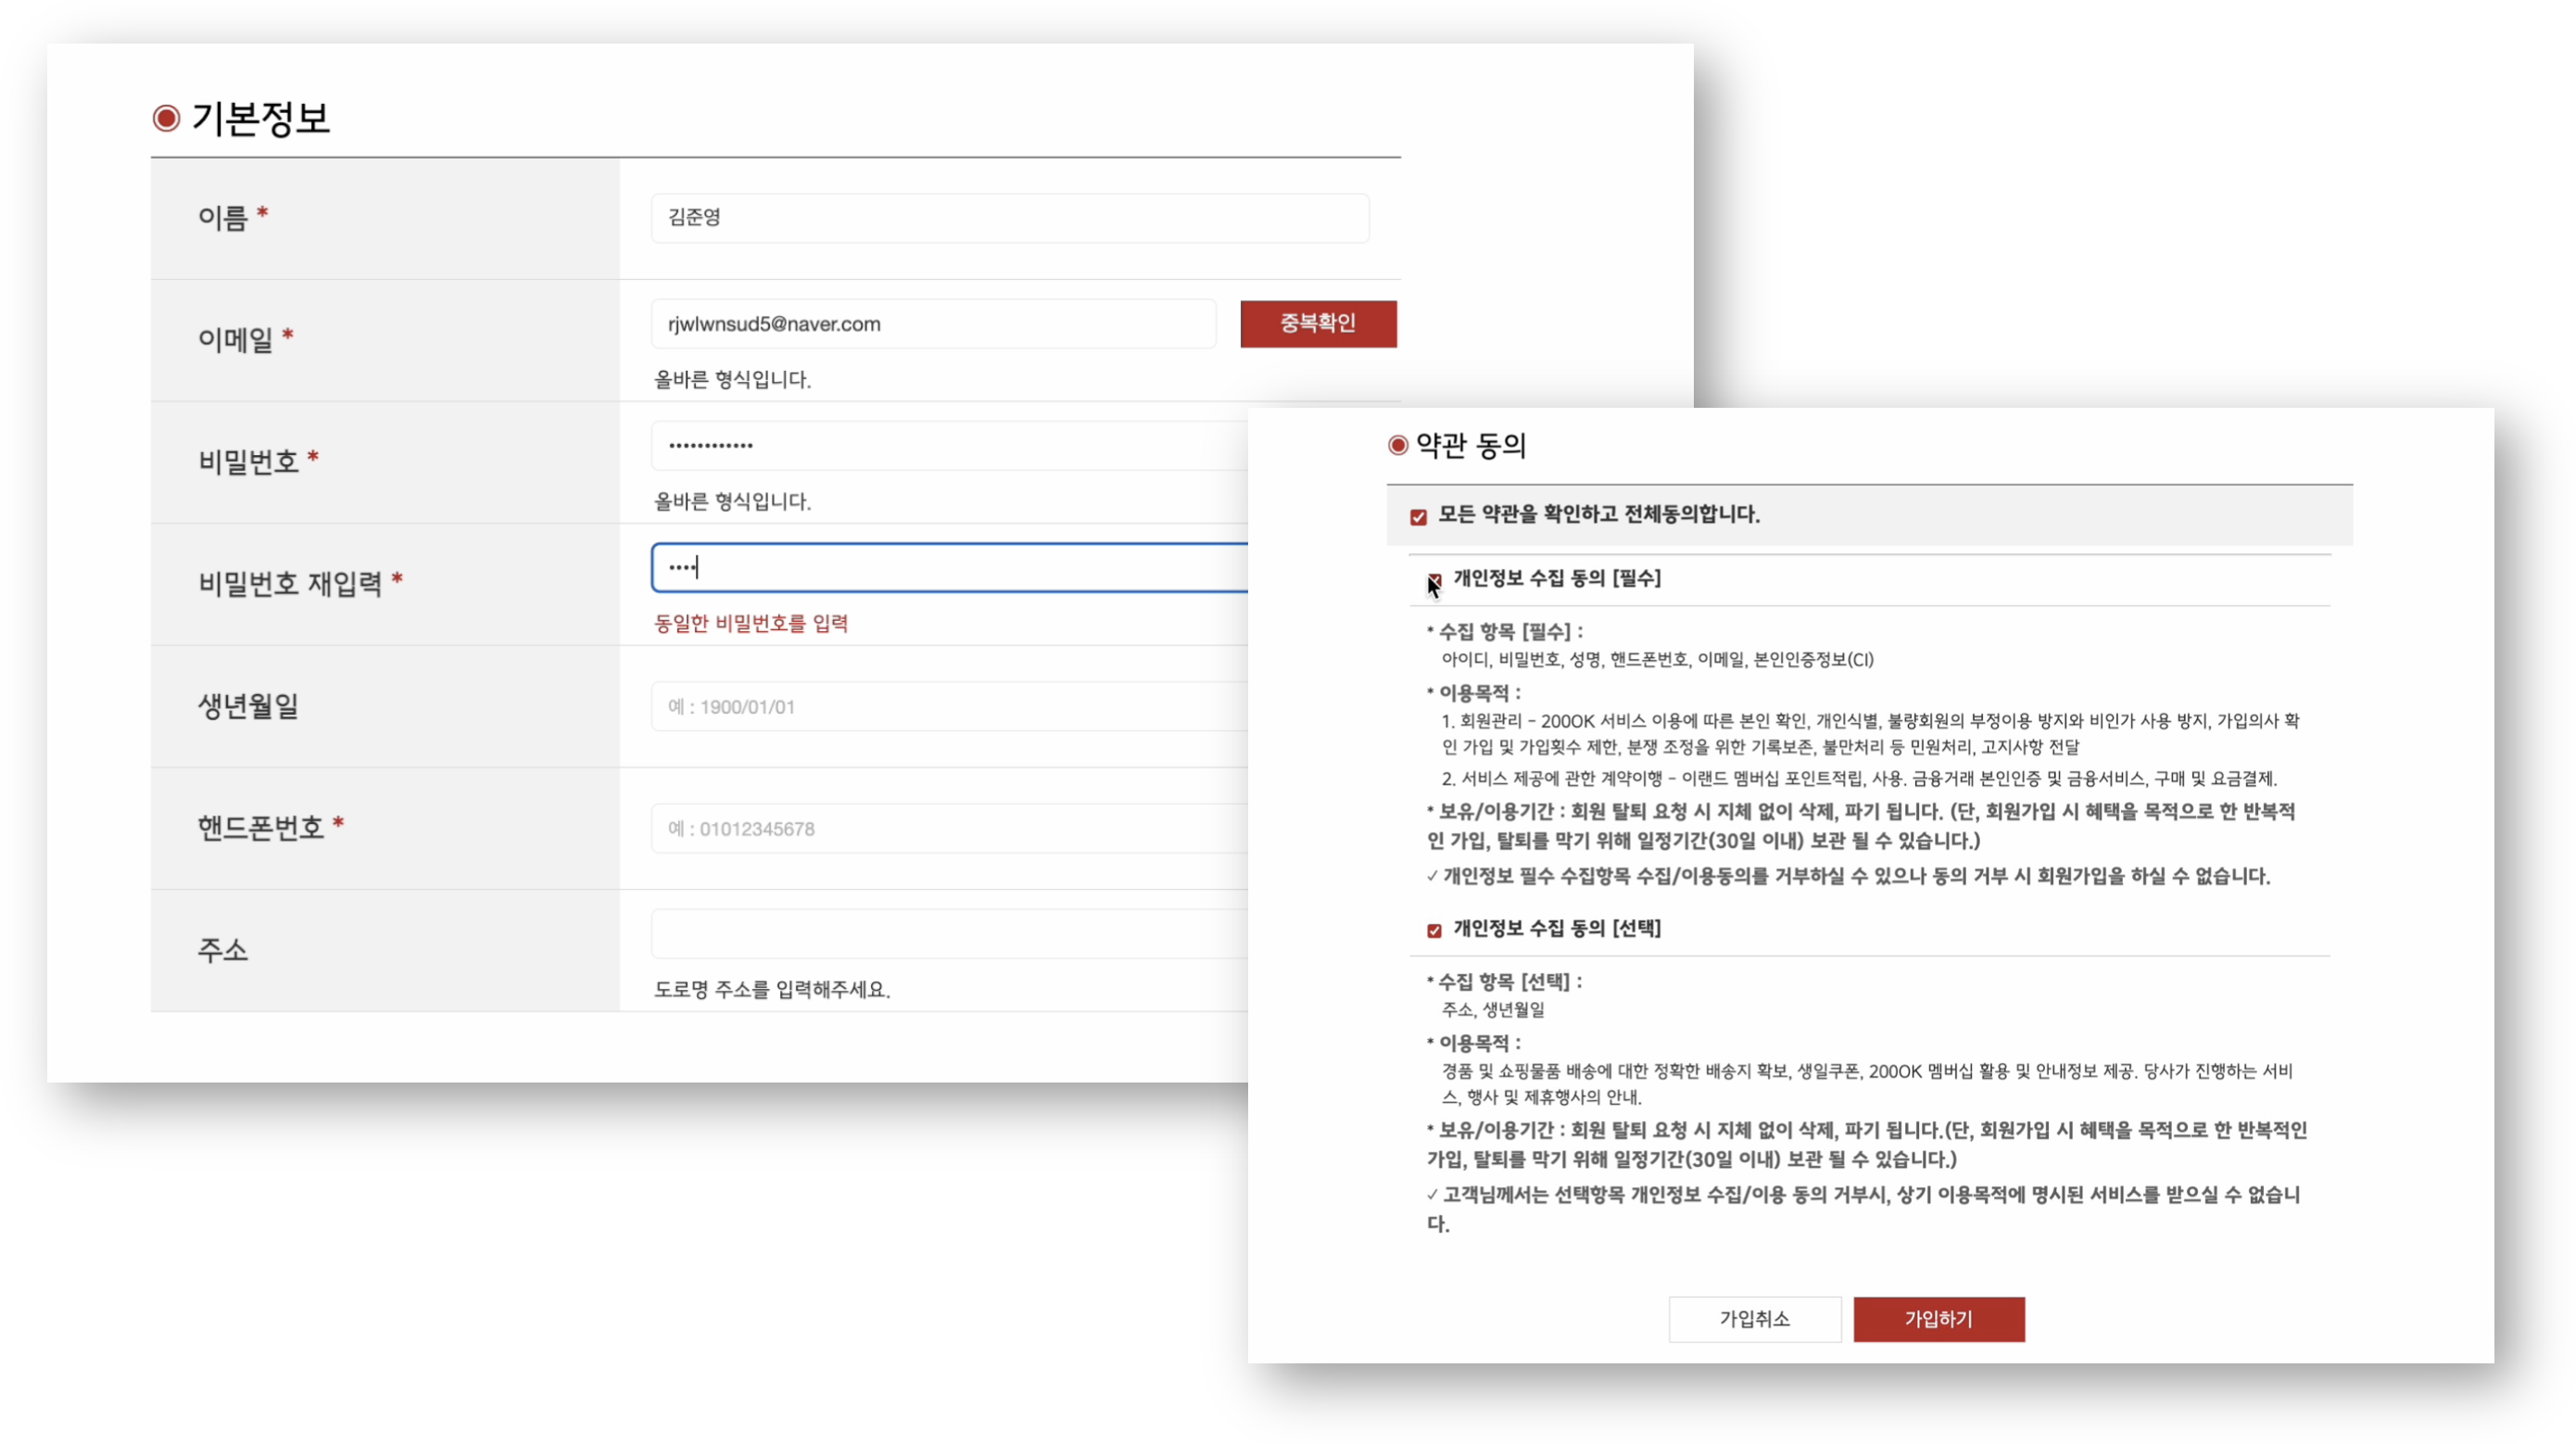 기본정보
이름 *
김준영
이메일 *
rjwlwnsud5@naver.com
중복확인
올바른 형식입니다.
비밀번호 *
••••••••••••
올바른 형식입니다.
비밀번호 재입력 *
••••
동일한 비밀번호를 입력
생년월일
예 : 1900/01/01
핸드폰번호 *
예 : 01012345678
주소
도로명 주소를 입력해주세요.
약관 동의
모든 약관을 확인하고 전체동의합니다.
개인정보 수집 동의 [필수]
* 수집 항목 [필수] :
아이디, 비밀번호, 성명, 핸드폰번호, 이메일, 본인인증정보(CI)
* 이용목적 :
1. 회원관리 - 200OK 서비스 이용에 따른 본인 확인, 개인식별, 불량회원의 부정이용 방지와 비인가 사용 방지, 가입의사 확
인 가입 및 가입횟수 제한, 분쟁 조정을 위한 기록보존, 불만처리 등 민원처리, 고지사항 전달
2. 서비스 제공에 관한 계약이행 - 이랜드 멤버십 포인트적립, 사용. 금융거래 본인인증 및 금융서비스, 구매 및 요금결제.
* 보유/이용기간 : 회원 탈퇴 요청 시 지체 없이 삭제, 파기 됩니다. (단, 회원가입 시 혜택을 목적으로 한 반복적
인 가입, 탈퇴를 막기 위해 일정기간(30일 이내) 보관 될 수 있습니다.)
✓ 개인정보 필수 수집항목 수집/이용동의를 거부하실 수 있으나 동의 거부 시 회원가입을 하실 수 없습니다.
개인정보 수집 동의 [선택]
* 수집 항목 [선택] :
주소, 생년월일
* 이용목적 :
경품 및 쇼핑물품 배송에 대한 정확한 배송지 확보, 생일쿠폰, 200OK 멤버십 활용 및 안내정보 제공. 당사가 진행하는 서비
스, 행사 및 제휴행사의 안내.
* 보유/이용기간 : 회원 탈퇴 요청 시 지체 없이 삭제, 파기 됩니다.(단, 회원가입 시 혜택을 목적으로 한 반복적인
가입, 탈퇴를 막기 위해 일정기간(30일 이내) 보관 될 수 있습니다.)
✓ 고객님께서는 선택항목 개인정보 수집/이용 동의 거부시, 상기 이용목적에 명시된 서비스를 받으실 수 없습니
다.
가입취소
가입하기